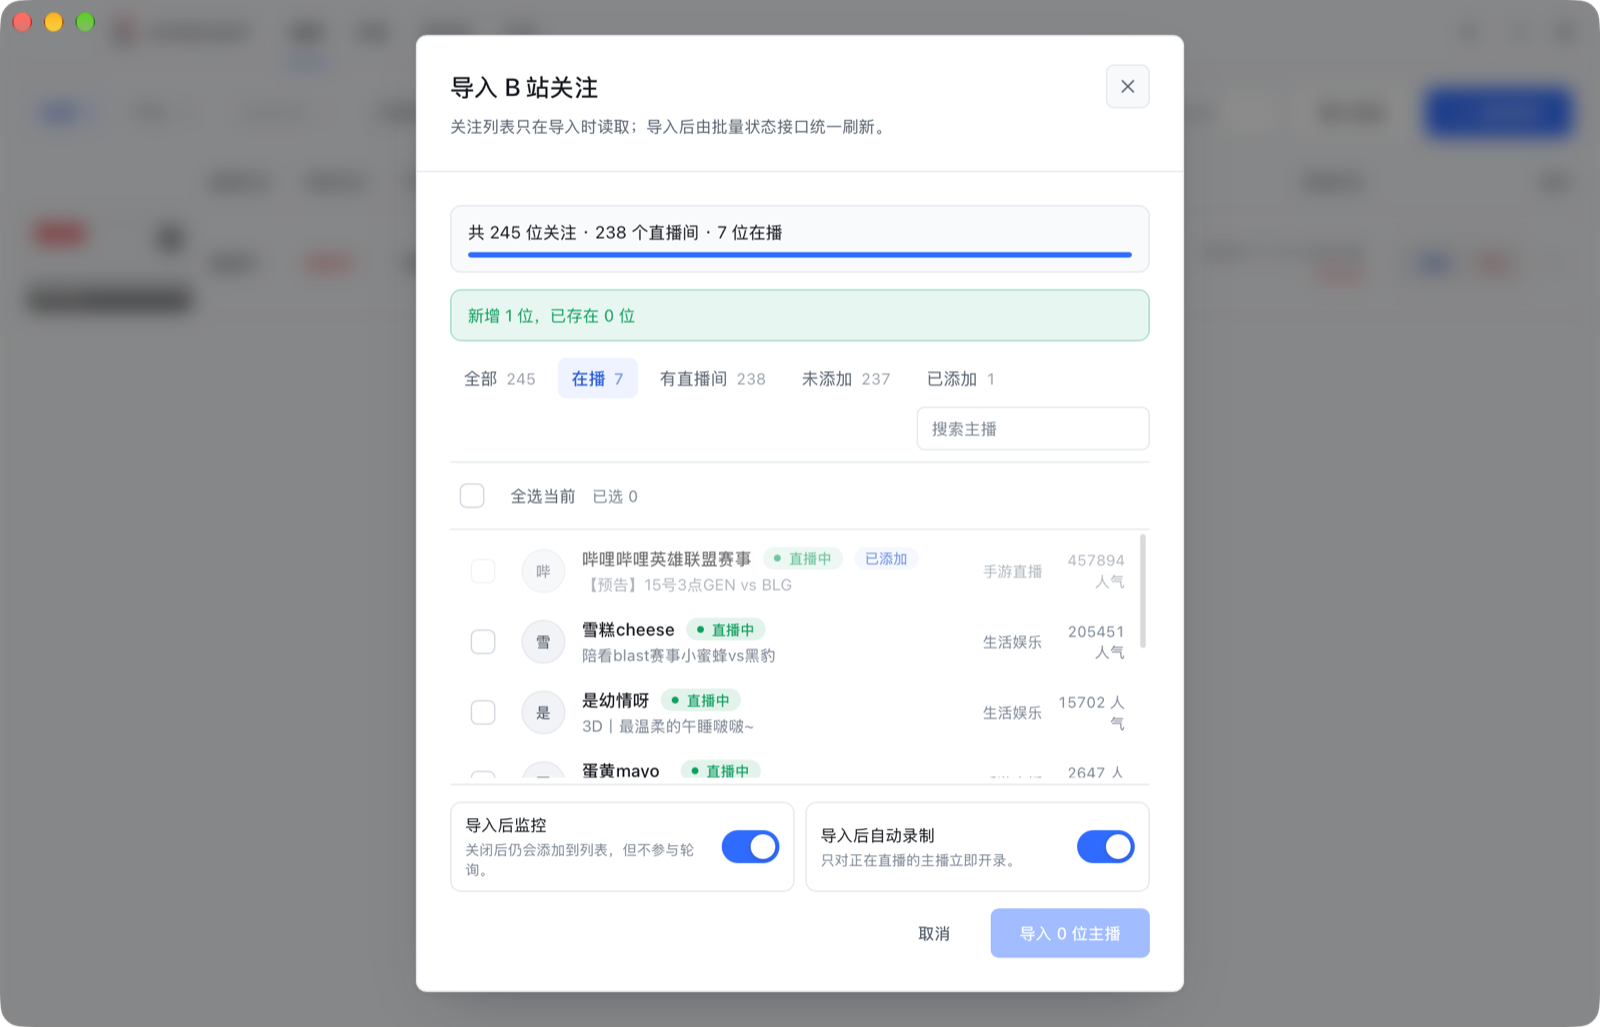 导入 B 站关注
关注列表只在导入时读取；导入后由批量状态接口统一刷新。
共 245 位关注 · 238 个直播间 · 7 位在播
新增 1 位，已存在 0 位
全部 245 在播 7 有直播间 238 未添加 237 已添加 1
搜索主播
全选当前 已选 0
哔 哔哩哔哩英雄联盟赛事 直播中 已添加
【预告】15号3点GEN vs BLG
手游直播
457894
人气
雪 雪糕cheese 直播中
陪看blast赛事小蜜蜂vs黑豹
生活娱乐
205451
人气
是 是幼情呀 直播中
3D丨最温柔的午睡啵啵~
生活娱乐
15702 人
气
蛋黄mayo 直播中
2647 人
导入后监控
关闭后仍会添加到列表，但不参与轮
询。
导入后自动录制
只对正在直播的主播立即开录。
取消
导入 0 位主播